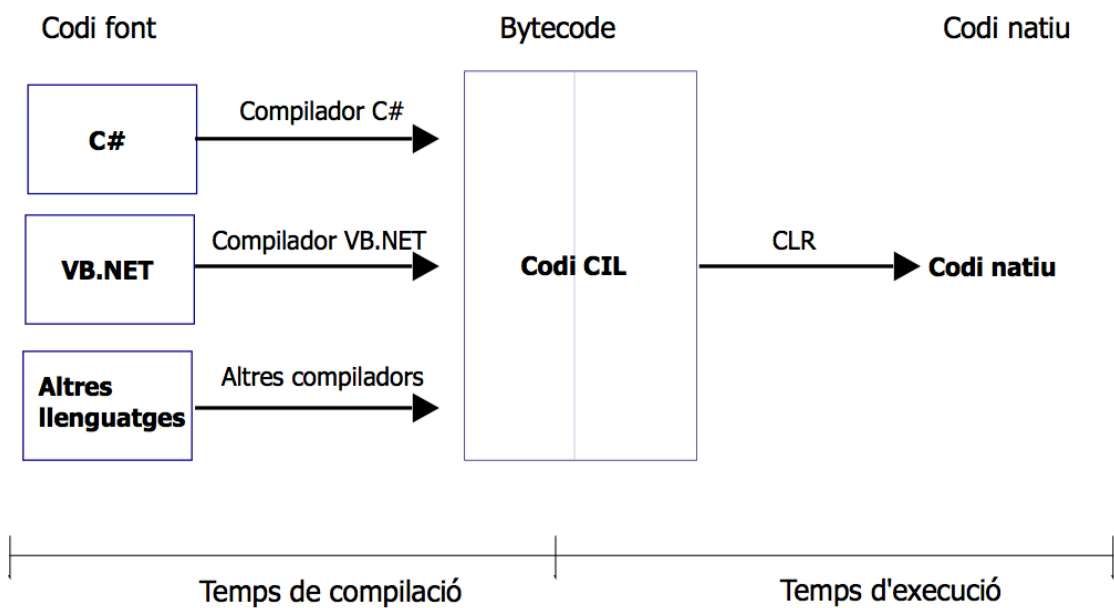 Codi font
Bytecode
Codi natiu
C#
Compilador C#
VB.NET
Compilador VB.NET
Codi CIL
CLR
Codi natiu
Altres
llenguatges
Altres compiladors
Temps de compilació
Temps d'execució